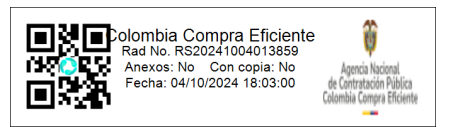 Colombia Compra Eficiente
Rad No. RS20241004013859
Anexos: No Con copia: No
Fecha: 04/10/2024 18:03:00
Agencia Nacional
de Contratación Pública
Colombia Compra Eficiente